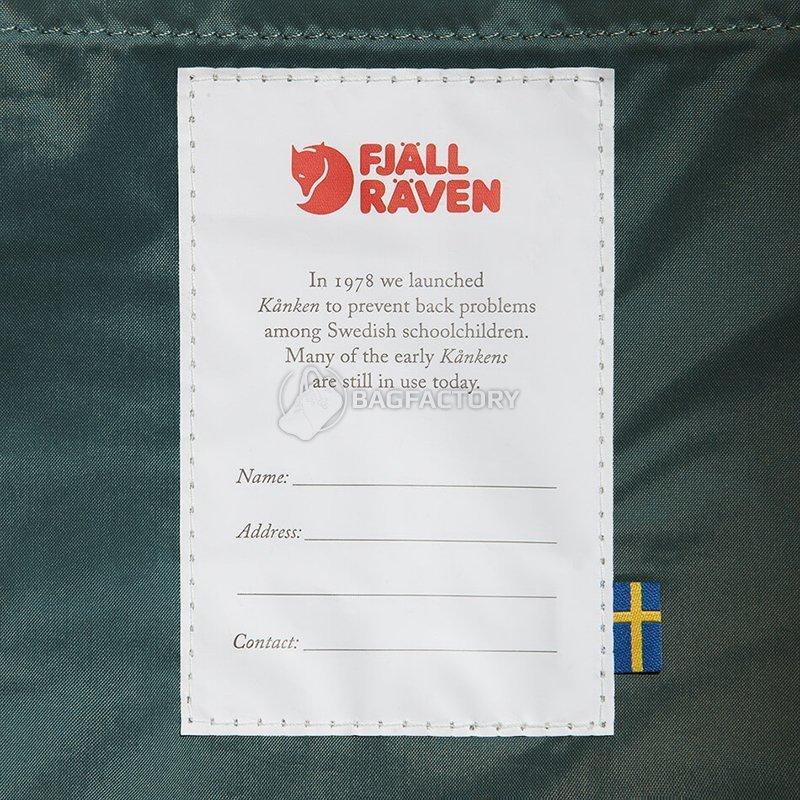 FJÄLL
RÄVEN
In 1978 we launched
Kånken to prevent back problems
among Swedish schoolchildren.
Many of the early Kånkens
are still in use today.
BAGFACTORY
Name:
Address:
Contact: